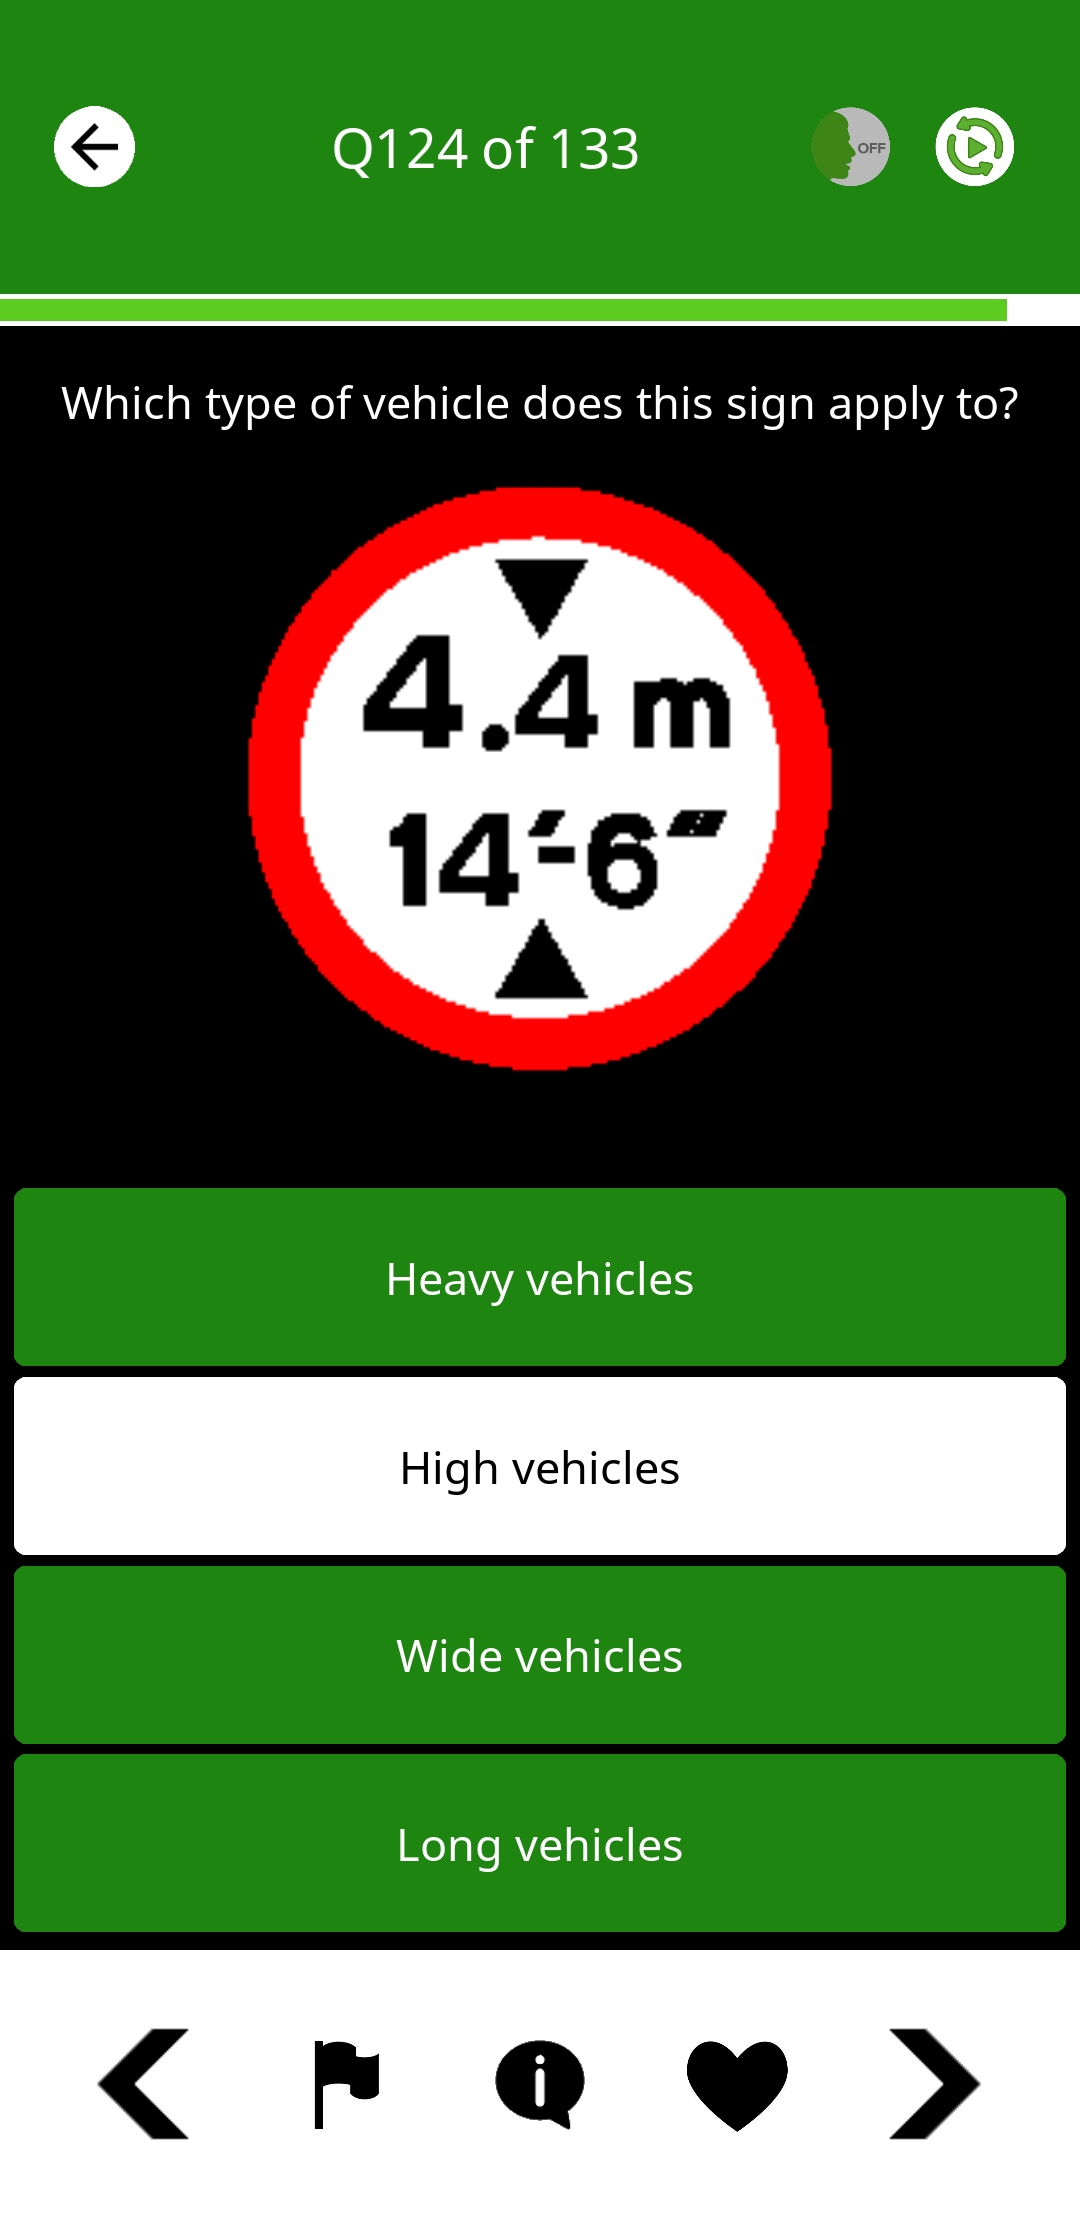 Q124 of 133
OFF
Which type of vehicle does this sign apply to?
4.4 m
14'-6"
Heavy vehicles
High vehicles
Wide vehicles
Long vehicles